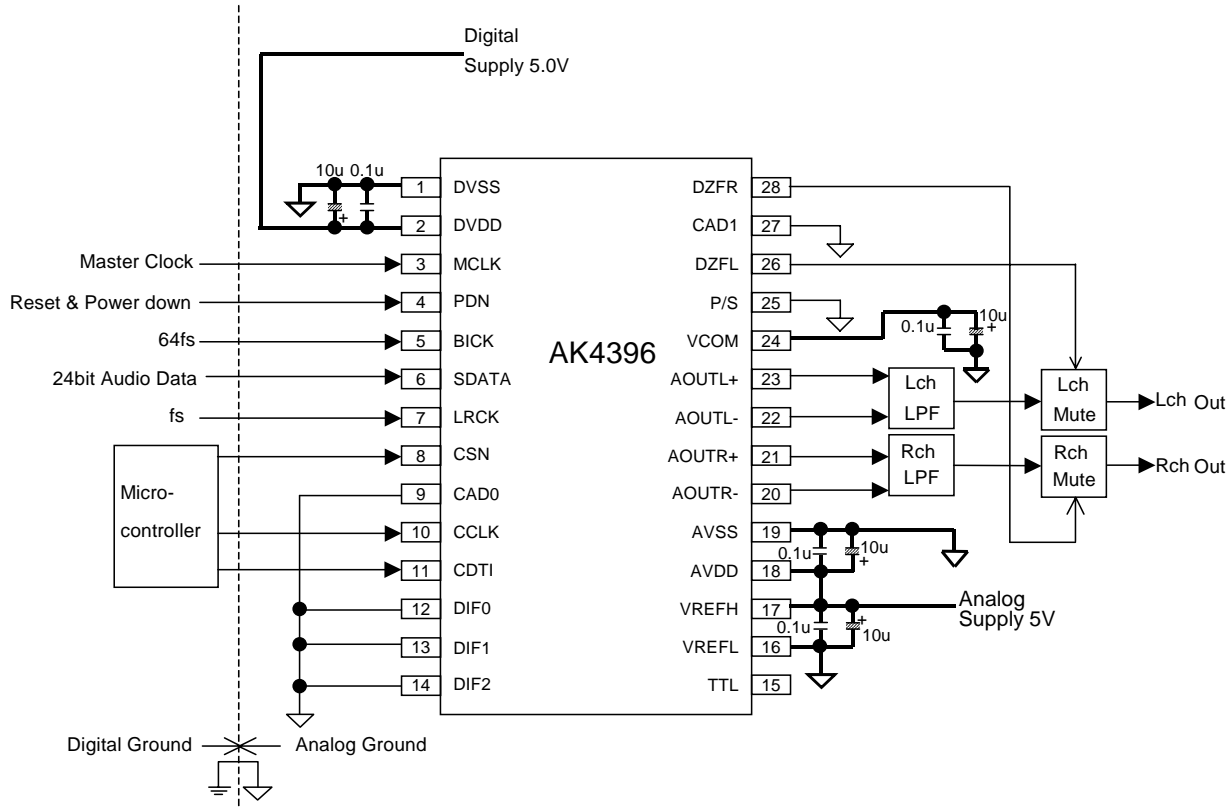 Digital
Supply 5.0V
10u 0.1u
+
1 DVSS
2 DVDD
Master Clock 3 MCLK
Reset & Power down 4 PDN
64fs 5 BICK
24bit Audio Data 6 SDATA
fs 7 LRCK
8 CSN
Micro-
controller
9 CAD0
10 CCLK
11 CDTI
12 DIF0
13 DIF1
14 DIF2
AK4396
DZFR 28
CAD1 27
DZFL 26
P/S 25
VCOM 24
0.1u 10u
+
AOUTL+ 23
AOUTL- 22
AOUTR+ 21
AOUTR- 20
Lch
LPF
Lch
Mute
Lch Out
Rch
LPF
Rch
Mute
Rch Out
AVSS 19
0.1u 10u
+
AVDD 18
VREFH 17
Analog
Supply 5V
+
0.1u 10u
VREFL 16
TTL 15
Digital Ground Analog Ground